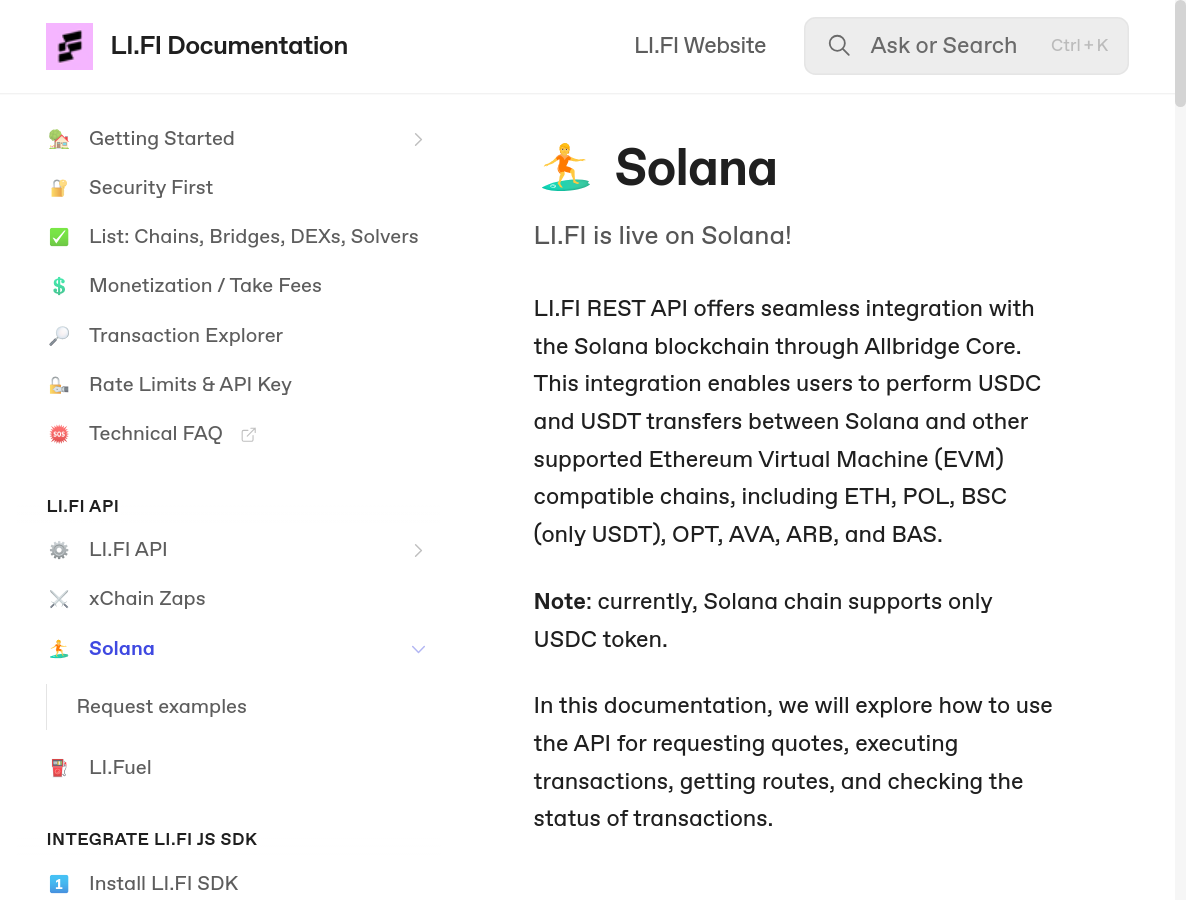 LI.FI Documentation
LI.FI Website
Ask or Search
Ctrl + K
Getting Started
Security First
List: Chains, Bridges, DEXs, Solvers
Monetization / Take Fees
Transaction Explorer
Rate Limits & API Key
Technical FAQ
LI.FI API
LI.FI API
xChain Zaps
Solana
Request examples
LI.Fuel
INTEGRATE LI.FI JS SDK
Install LI.FI SDK
Solana
LI.FI is live on Solana!
LI.FI REST API offers seamless integration with
the Solana blockchain through Allbridge Core.
This integration enables users to perform USDC
and USDT transfers between Solana and other
supported Ethereum Virtual Machine (EVM)
compatible chains, including ETH, POL, BSC
(only USDT), OPT, AVA, ARB, and BAS.
Note: currently, Solana chain supports only
USDC token.
In this documentation, we will explore how to use
the API for requesting quotes, executing
transactions, getting routes, and checking the
status of transactions.